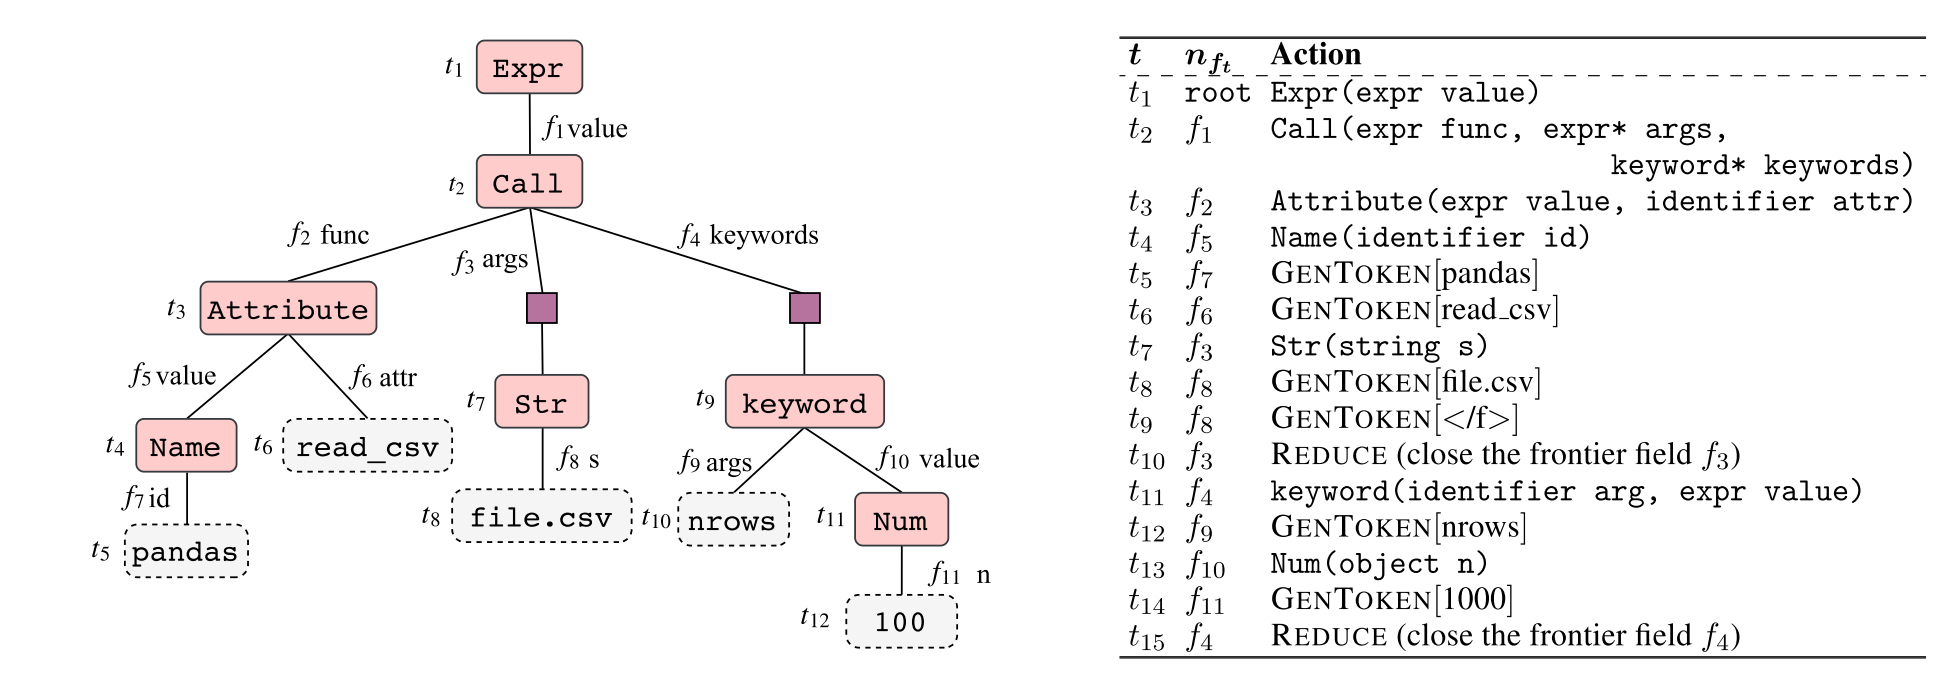 t1 Expr
f1 value
t2 Call
f2 func
f3 args
f4 keywords
t3 Attribute
f5 value
f6 attr
t7 Str
t9 keyword
t4 Name
t6 read_csv
f8 s
f9 args
f10 value
f7 id
t8 file.csv
t10 nrows
t11 Num
t5 pandas
f11 n
t12 100
t nft Action
t1 root Expr(expr value)
t2 f1 Call(expr func, expr* args,
keyword* keywords)
t3 f2 Attribute(expr value, identifier attr)
t4 f5 Name(identifier id)
t5 f7 GENTOKEN[pandas]
t6 f6 GENTOKEN[read_csv]
t7 f3 Str(string s)
t8 f8 GENTOKEN[file.csv]
t9 f8 GENTOKEN[</f>]
t10 f3 REDUCE (close the frontier field f3)
t11 f4 keyword(identifier arg, expr value)
t12 f9 GENTOKEN[nrows]
t13 f10 Num(object n)
t14 f11 GENTOKEN[1000]
t15 f4 REDUCE (close the frontier field f4)